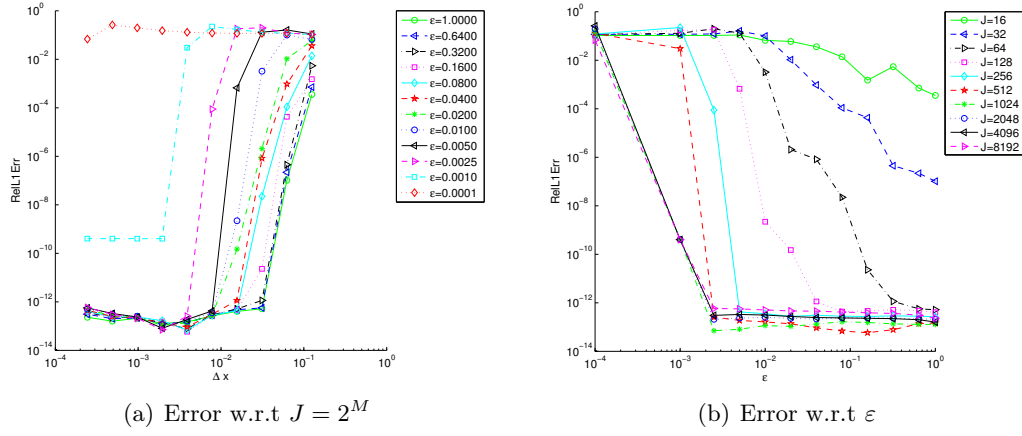 10^0
10^-2
10^-4
10^-6
10^-8
10^-10
10^-12
10^-14
RelL1Err
10^-4
10^-3
10^-2
10^-1
10^0
Δ x
ε=1.0000
ε=0.6400
ε=0.3200
ε=0.1600
ε=0.0800
ε=0.0400
ε=0.0200
ε=0.0100
ε=0.0050
ε=0.0025
ε=0.0010
ε=0.0001
(a) Error w.r.t J = 2^M
10^0
10^-2
10^-4
10^-6
10^-8
10^-10
10^-12
10^-14
RelL1Err
10^-4
10^-3
10^-2
10^-1
10^0
ε
J=16
J=32
J=64
J=128
J=256
J=512
J=1024
J=2048
J=4096
J=8192
(b) Error w.r.t ε